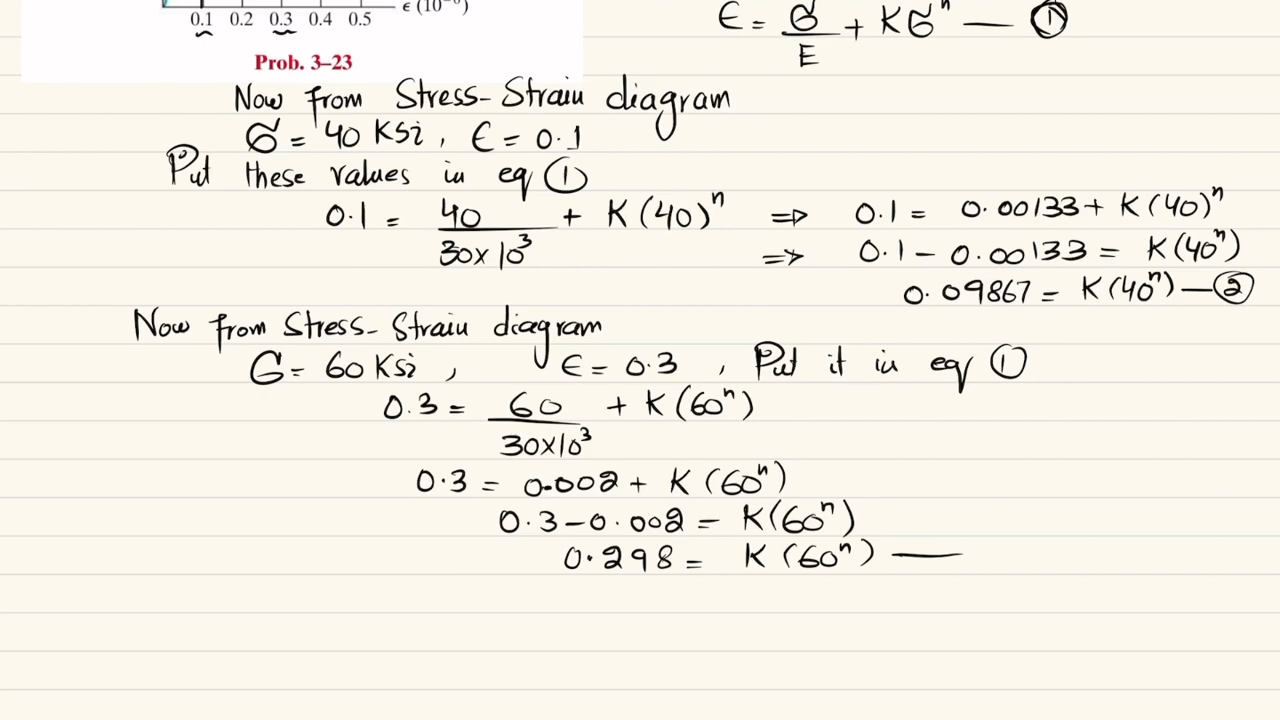 0.1 0.2 0.3 0.4 0.5 ϵ (10⁻⁶)
Prob. 3–23
ϵ = σ/E + Kσⁿ — ①
Now from Stress-Strain diagram
σ = 40 Ksi, ϵ = 0.1
Put these values in eq ①
0.1 = 40/30×10³ + K(40)ⁿ ⇒ 0.1 = 0.00133 + K(40)ⁿ
⇒ 0.1 - 0.00133 = K(40ⁿ)
0.09867 = K(40ⁿ) — ②
Now from Stress-Strain diagram
σ = 60 Ksi, ϵ = 0.3, Put it in eq ①
0.3 = 60/30×10³ + K(60ⁿ)
0.3 = 0.002 + K(60ⁿ)
0.3 - 0.002 = K(60ⁿ)
0.298 = K(60ⁿ) —